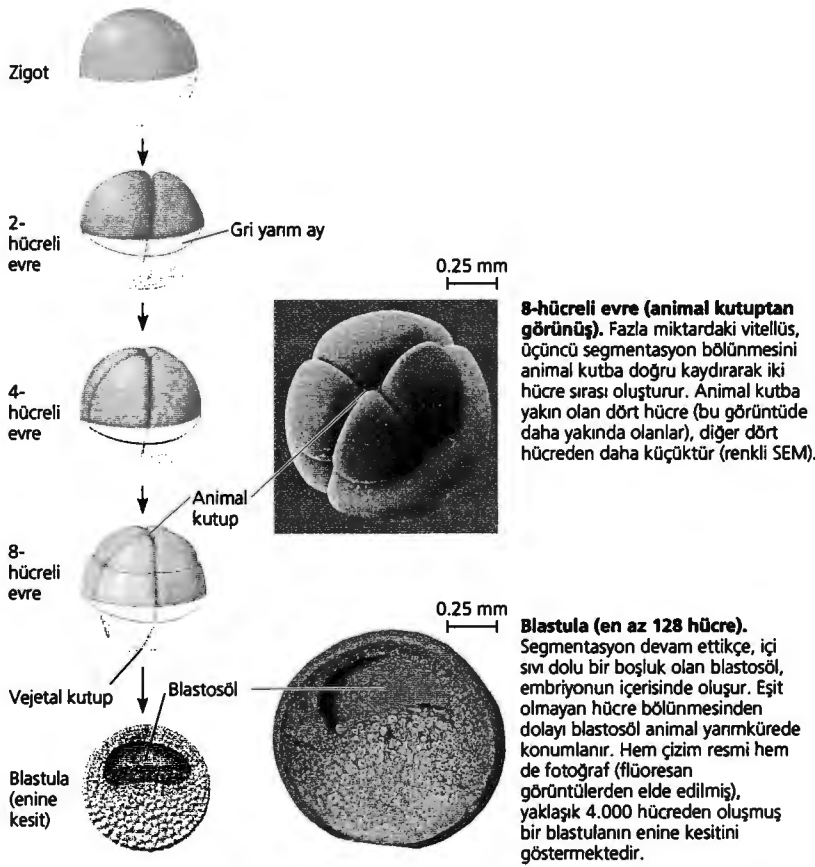 Zigot
2-
hücreli
evre
Gri yarım ay
4-
hücreli
evre
Animal
kutup
8-
hücreli
evre
Vejetal kutup
Blastosöl
Blastula
(enine
kesit)
0.25 mm
8-hücreli evre (animal kutuptan
görünüş). Fazla miktardaki vitellüs,
üçüncü segmentasyon bölünmesini
animal kutba doğru kaydırarak iki
hücre sırası oluşturur. Animal kutba
yakın olan dört hücre (bu görüntüde
daha yakında olanlar), diğer dört
hücreden daha küçüktür (renkli SEM).
0.25 mm
Blastula (en az 128 hücre).
Segmentasyon devam ettikçe, içi
sıvı dolu bir boşluk olan blastosöl,
embriyonun içerisinde oluşur. Eşit
olmayan hücre bölünmesinden
dolayı blastosöl animal yarımkürede
konumlanır. Hem çizim resmi hem
de fotoğraf (flüoresan
görüntülerden elde edilmiş),
yaklaşık 4.000 hücreden oluşmuş
bir blastulanın enine kesitini
göstermektedir.